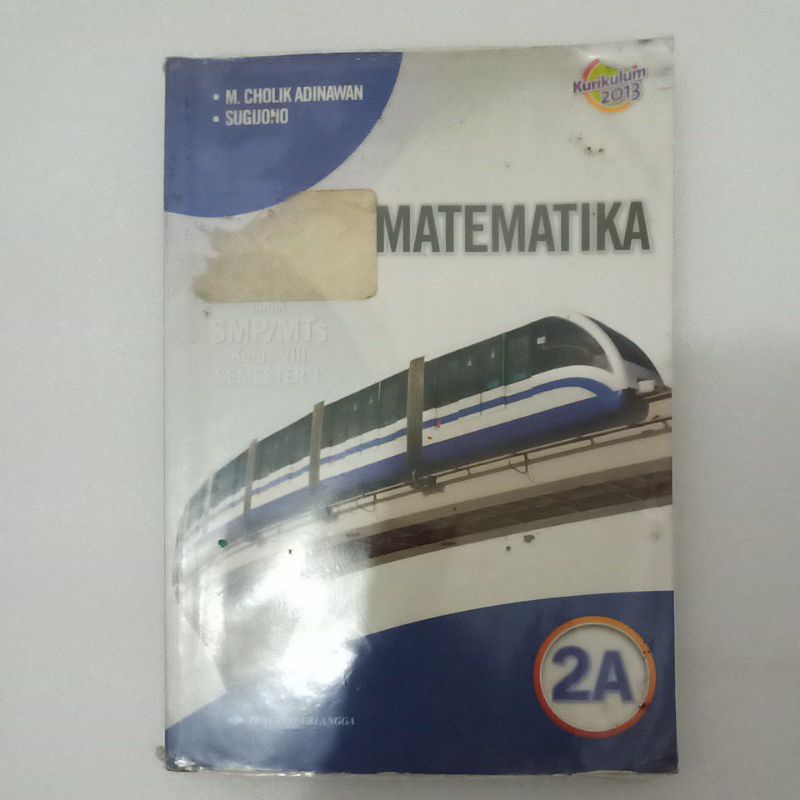 • M. CHOLIK ADINAWAN
• SUGIJONO
Kurikulum
2013
MATEMATIKA
untuk
SMP/MTs
Kelas VIII
SEMESTER 1
2A
PENERBIT ERLANGGA